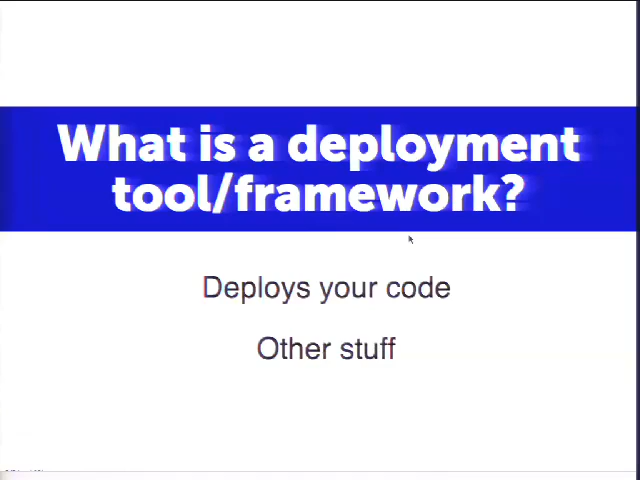 What is a deployment
tool/framework?
Deploys your code
Other stuff